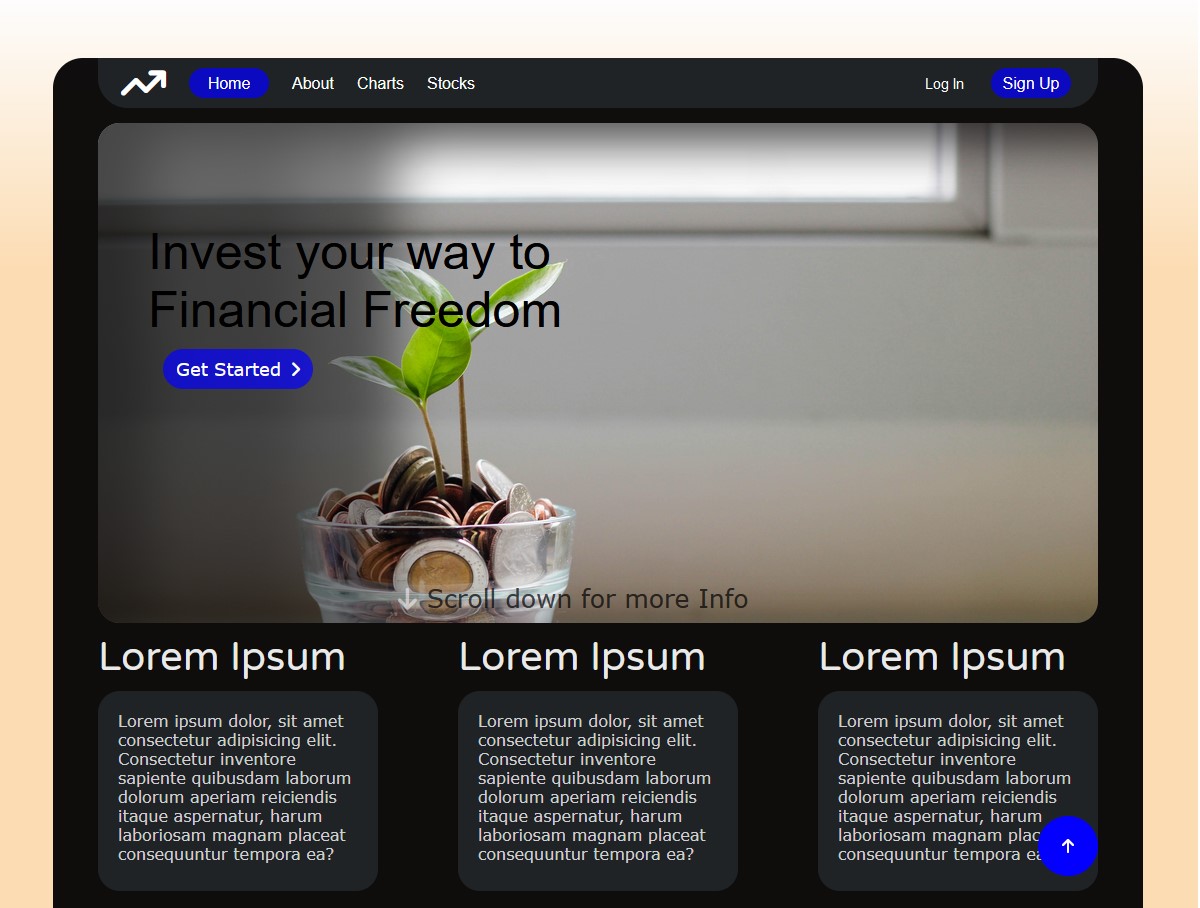 Home About Charts Stocks Log In Sign Up
Invest your way to
Financial Freedom
Get Started
Scroll down for more Info
Lorem Ipsum
Lorem ipsum dolor, sit amet
consectetur adipisicing elit.
Consectetur inventore
sapiente quibusdam laborum
dolorum aperiam reiciendis
itaque aspernatur, harum
laboriosam magnam placeat
consequuntur tempora ea?
Lorem Ipsum
Lorem ipsum dolor, sit amet
consectetur adipisicing elit.
Consectetur inventore
sapiente quibusdam laborum
dolorum aperiam reiciendis
itaque aspernatur, harum
laboriosam magnam placeat
consequuntur tempora ea?
Lorem Ipsum
Lorem ipsum dolor, sit amet
consectetur adipisicing elit.
Consectetur inventore
sapiente quibusdam laborum
dolorum aperiam reiciendis
itaque aspernatur, harum
laboriosam magnam
consequuntur tempora